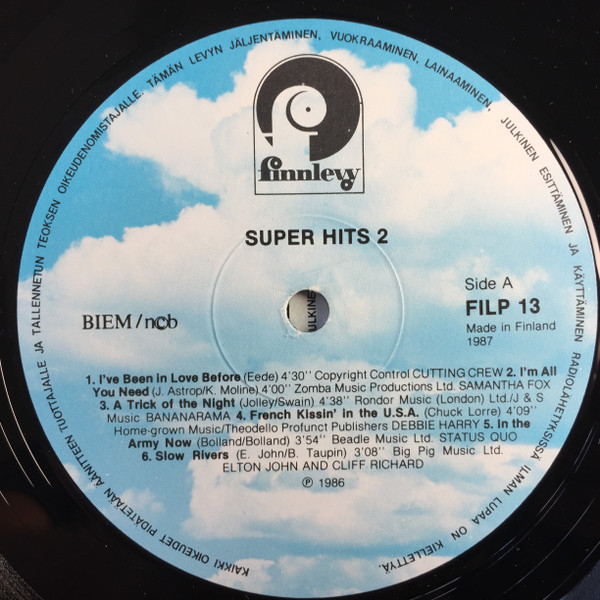 KAIKKI OIKEUDET PIDÄTETÄÄN ÄÄNITTEEN TUOTTAJALLE JA TALLENNETUN TEOKSEN OIKEUDENOMISTAJALLE. TÄMÄN LEVYN JÄLJENTÄMINEN, VUOKRAAMINEN, LAINAAMINEN, JULKINEN ESITTÄMINEN JA KÄYTTÄMINEN RADIOLÄHETYKSISSÄ ILMAN LUPAA ON KIELLETTYÄ.
finnlevy
SUPER HITS 2
Side A
BIEM/ncb
FILP 13
Made in Finland
1987
JULKINEN
1. I've Been in Love Before (Eede) 4'30'' Copyright Control CUTTING CREW 2. I'm All
You Need (J. Astrop/K. Moline) 4'00'' Zomba Music Productions Ltd. SAMANTHA FOX
3. A Trick of the Night (Jolley/Swain) 4'38'' Rondor Music (London) Ltd./J & S
Music BANANARAMA 4. French Kissin' in the U.S.A. (Chuck Lorre) 4'09''
Home-grown Music/Theodello Profunct Publishers DEBBIE HARRY 5. In the
Army Now (Bolland/Bolland) 3'54'' Beadle Music Ltd. STATUS QUO
6. Slow Rivers (E. John/B. Taupin) 3'08'' Big Pig Music Ltd.
ELTON JOHN AND CLIFF RICHARD
℗ 1986